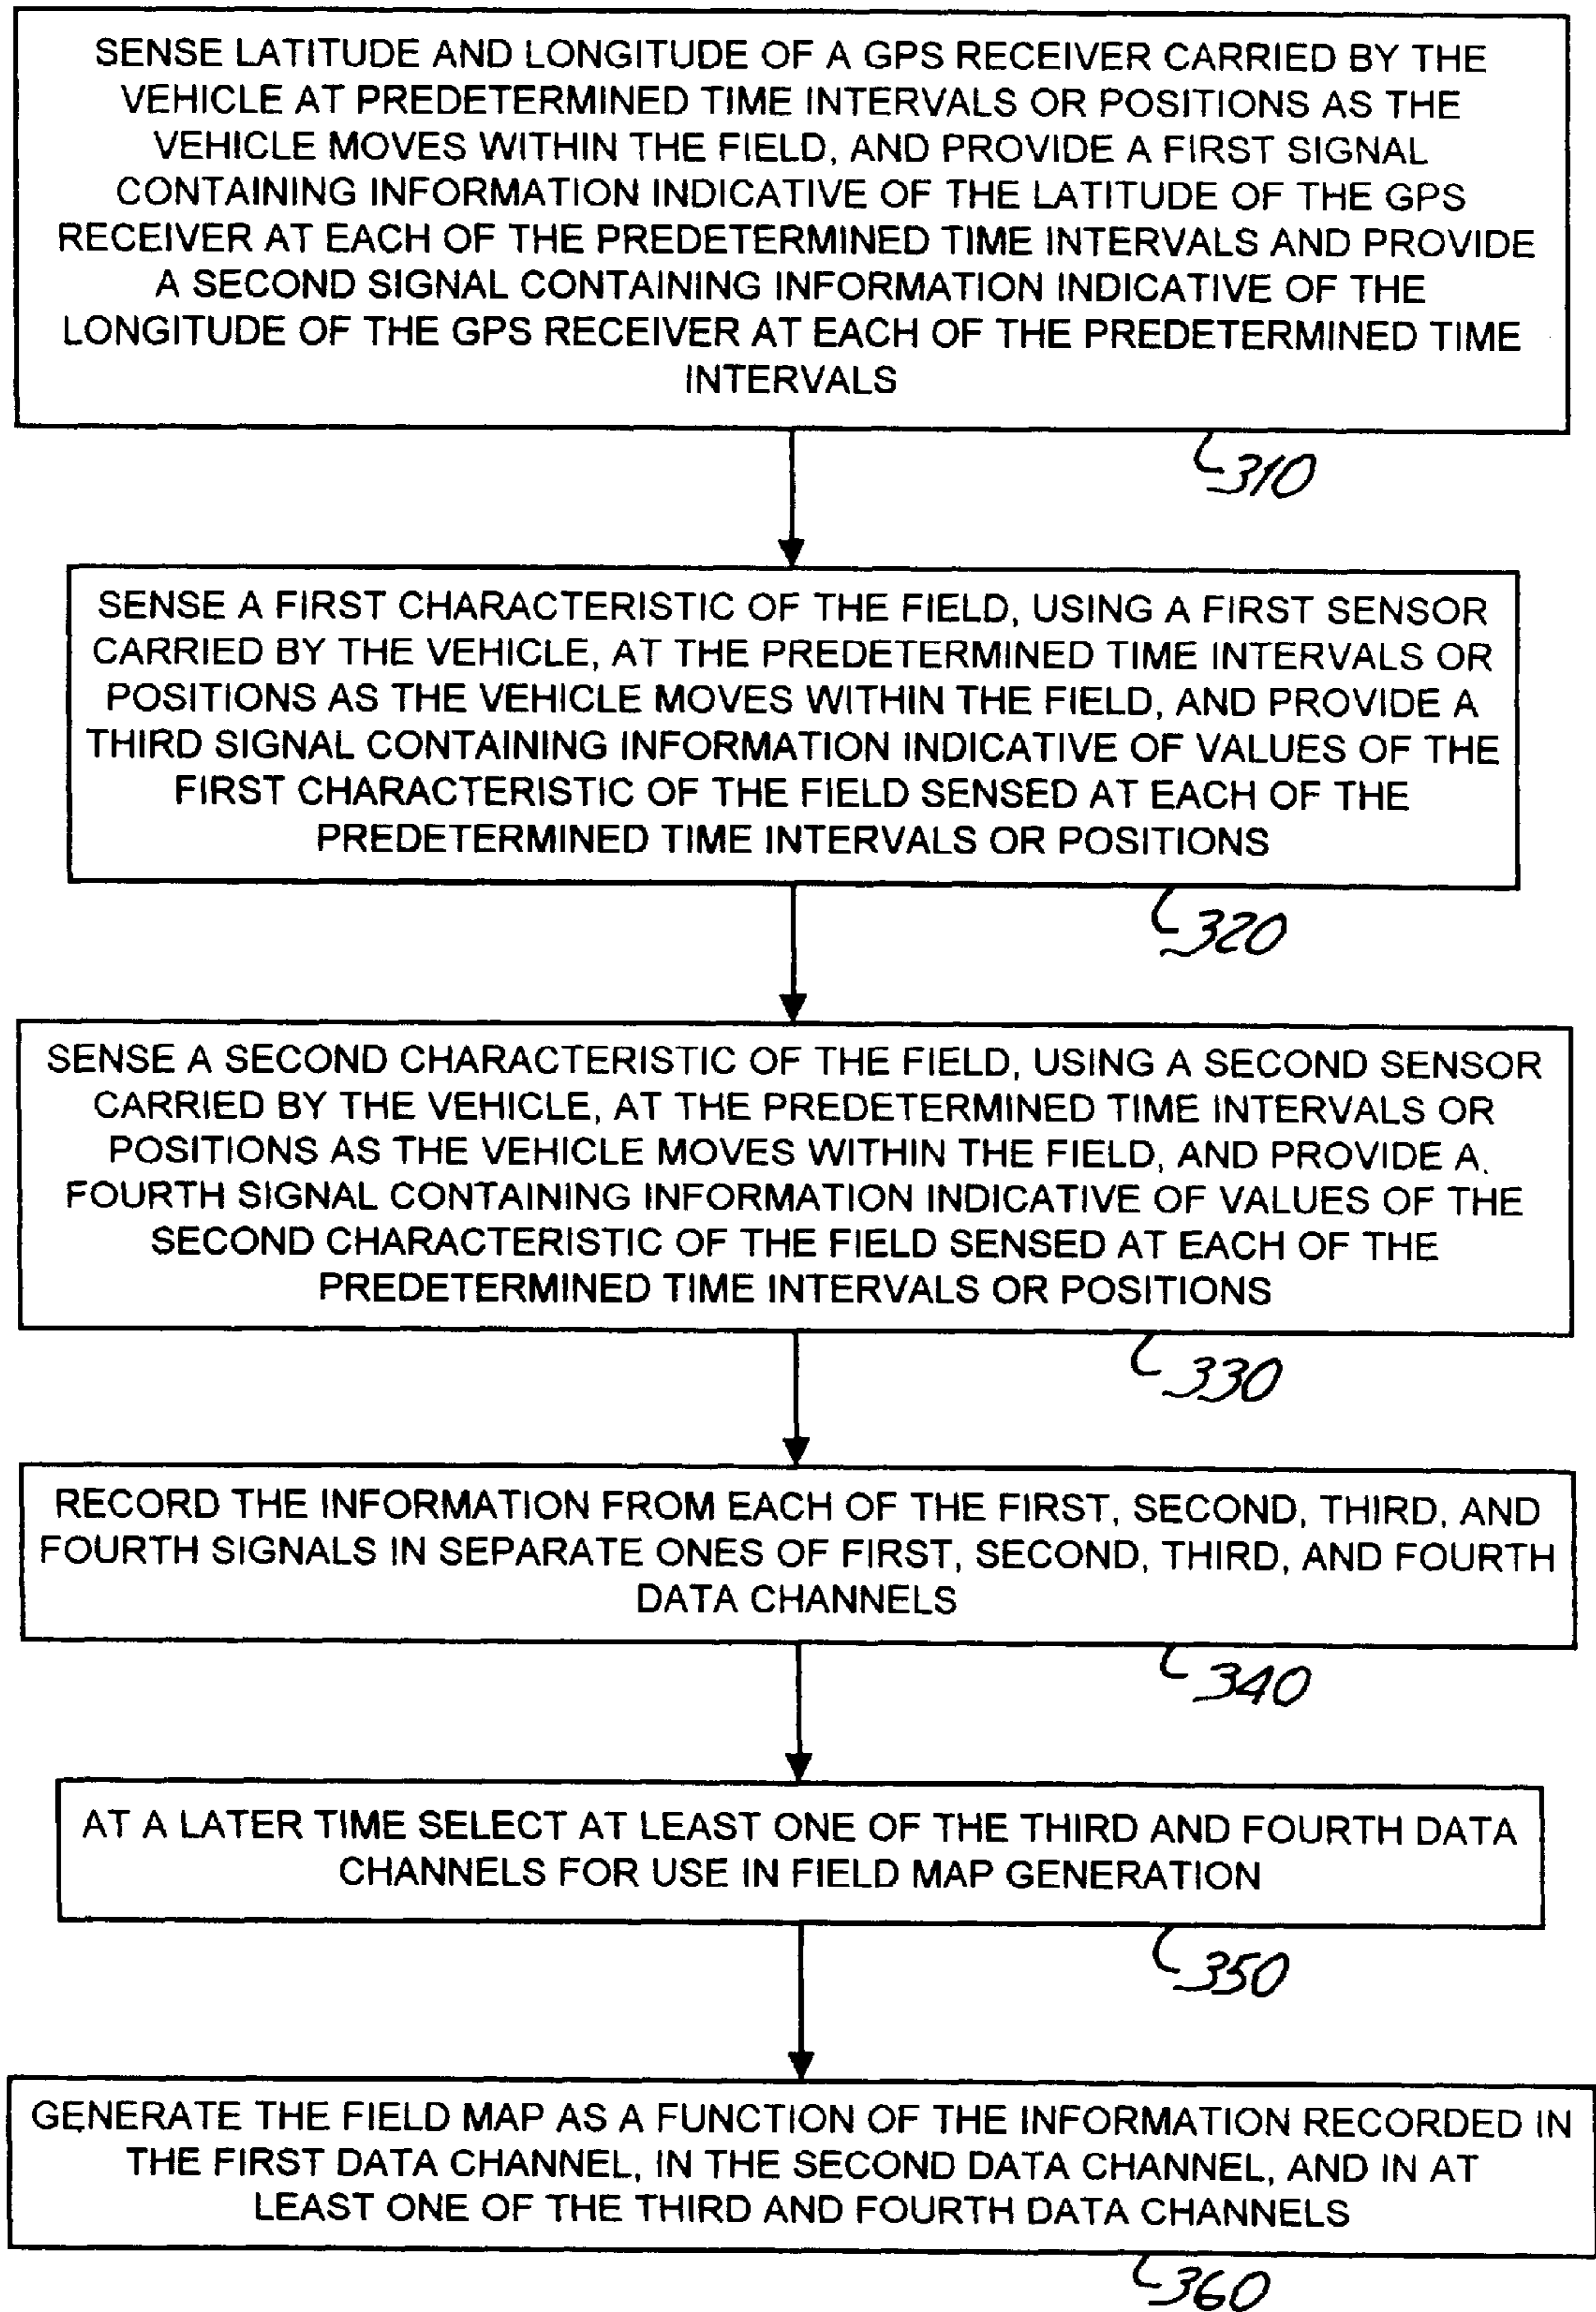 SENSE LATITUDE AND LONGITUDE OF A GPS RECEIVER CARRIED BY THE
VEHICLE AT PREDETERMINED TIME INTERVALS OR POSITIONS AS THE
VEHICLE MOVES WITHIN THE FIELD, AND PROVIDE A FIRST SIGNAL
CONTAINING INFORMATION INDICATIVE OF THE LATITUDE OF THE GPS
RECEIVER AT EACH OF THE PREDETERMINED TIME INTERVALS AND PROVIDE
A SECOND SIGNAL CONTAINING INFORMATION INDICATIVE OF THE
LONGITUDE OF THE GPS RECEIVER AT EACH OF THE PREDETERMINED TIME
INTERVALS
310
SENSE A FIRST CHARACTERISTIC OF THE FIELD, USING A FIRST SENSOR
CARRIED BY THE VEHICLE, AT THE PREDETERMINED TIME INTERVALS OR
POSITIONS AS THE VEHICLE MOVES WITHIN THE FIELD, AND PROVIDE A
THIRD SIGNAL CONTAINING INFORMATION INDICATIVE OF VALUES OF THE
FIRST CHARACTERISTIC OF THE FIELD SENSED AT EACH OF THE
PREDETERMINED TIME INTERVALS OR POSITIONS
320
SENSE A SECOND CHARACTERISTIC OF THE FIELD, USING A SECOND SENSOR
CARRIED BY THE VEHICLE, AT THE PREDETERMINED TIME INTERVALS OR
POSITIONS AS THE VEHICLE MOVES WITHIN THE FIELD, AND PROVIDE A.
FOURTH SIGNAL CONTAINING INFORMATION INDICATIVE OF VALUES OF THE
SECOND CHARACTERISTIC OF THE FIELD SENSED AT EACH OF THE
PREDETERMINED TIME INTERVALS OR POSITIONS
330
RECORD THE INFORMATION FROM EACH OF THE FIRST, SECOND, THIRD, AND
FOURTH SIGNALS IN SEPARATE ONES OF FIRST, SECOND, THIRD, AND FOURTH
DATA CHANNELS
340
AT A LATER TIME SELECT AT LEAST ONE OF THE THIRD AND FOURTH DATA
CHANNELS FOR USE IN FIELD MAP GENERATION
350
GENERATE THE FIELD MAP AS A FUNCTION OF THE INFORMATION RECORDED IN
THE FIRST DATA CHANNEL, IN THE SECOND DATA CHANNEL, AND IN AT
LEAST ONE OF THE THIRD AND FOURTH DATA CHANNELS
360